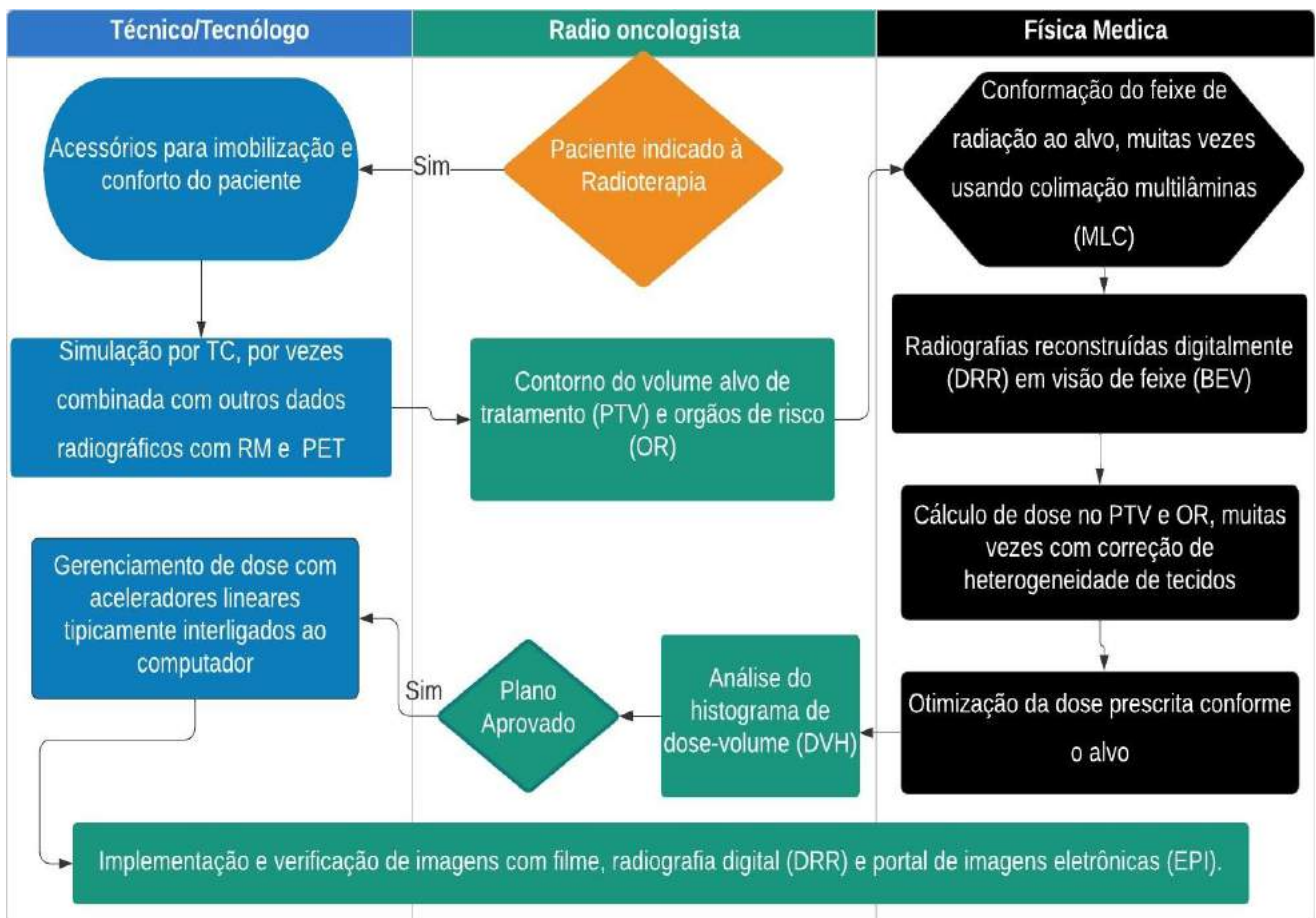 Técnico/Tecnólogo
Radio oncologista
Física Medica
Acessórios para imobilização e
conforto do paciente
Sim
Paciente indicado à
Radioterapia
Conformação do feixe de
radiação ao alvo, muitas vezes
usando colimação multilâminas
(MLC)
Simulação por TC, por vezes
combinada com outros dados
radiográficos com RM e PET
Contorno do volume alvo de
tratamento (PTV) e orgãos de risco
(OR)
Radiografias reconstruídas digitalmente
(DRR) em visão de feixe (BEV)
Cálculo de dose no PTV e OR, muitas
vezes com correção de
heterogeneidade de tecidos
Otimização da dose prescrita conforme
o alvo
Análise do
histograma de
dose-volume (DVH)
Plano
Aprovado
Sim
Gerenciamento de dose com
aceleradores lineares
tipicamente interligados ao
computador
Implementação e verificação de imagens com filme, radiografia digital (DRR) e portal de imagens eletrônicas (EPI).